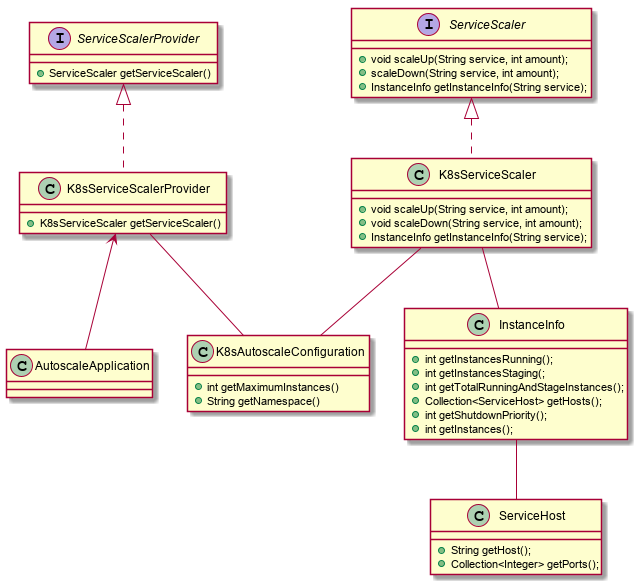 I ServiceScalerProvider
ServiceScaler getServiceScaler()
I ServiceScaler
void scaleUp(String service, int amount);
scaleDown(String service, int amount);
InstanceInfo getInstanceInfo(String service);
C K8sServiceScalerProvider
K8sServiceScaler getServiceScaler()
C K8sServiceScaler
void scaleUp(String service, int amount);
void scaleDown(String service, int amount);
InstanceInfo getInstanceInfo(String service);
C AutoscaleApplication
C K8sAutoscaleConfiguration
int getMaximumInstances()
String getNamespace()
C InstanceInfo
int getInstancesRunning();
int getInstancesStaging(;
int getTotalRunningAndStageInstances();
Collection<ServiceHost> getHosts();
int getShutdownPriority();
int getInstances();
C ServiceHost
String getHost();
Collection<Integer> getPorts();